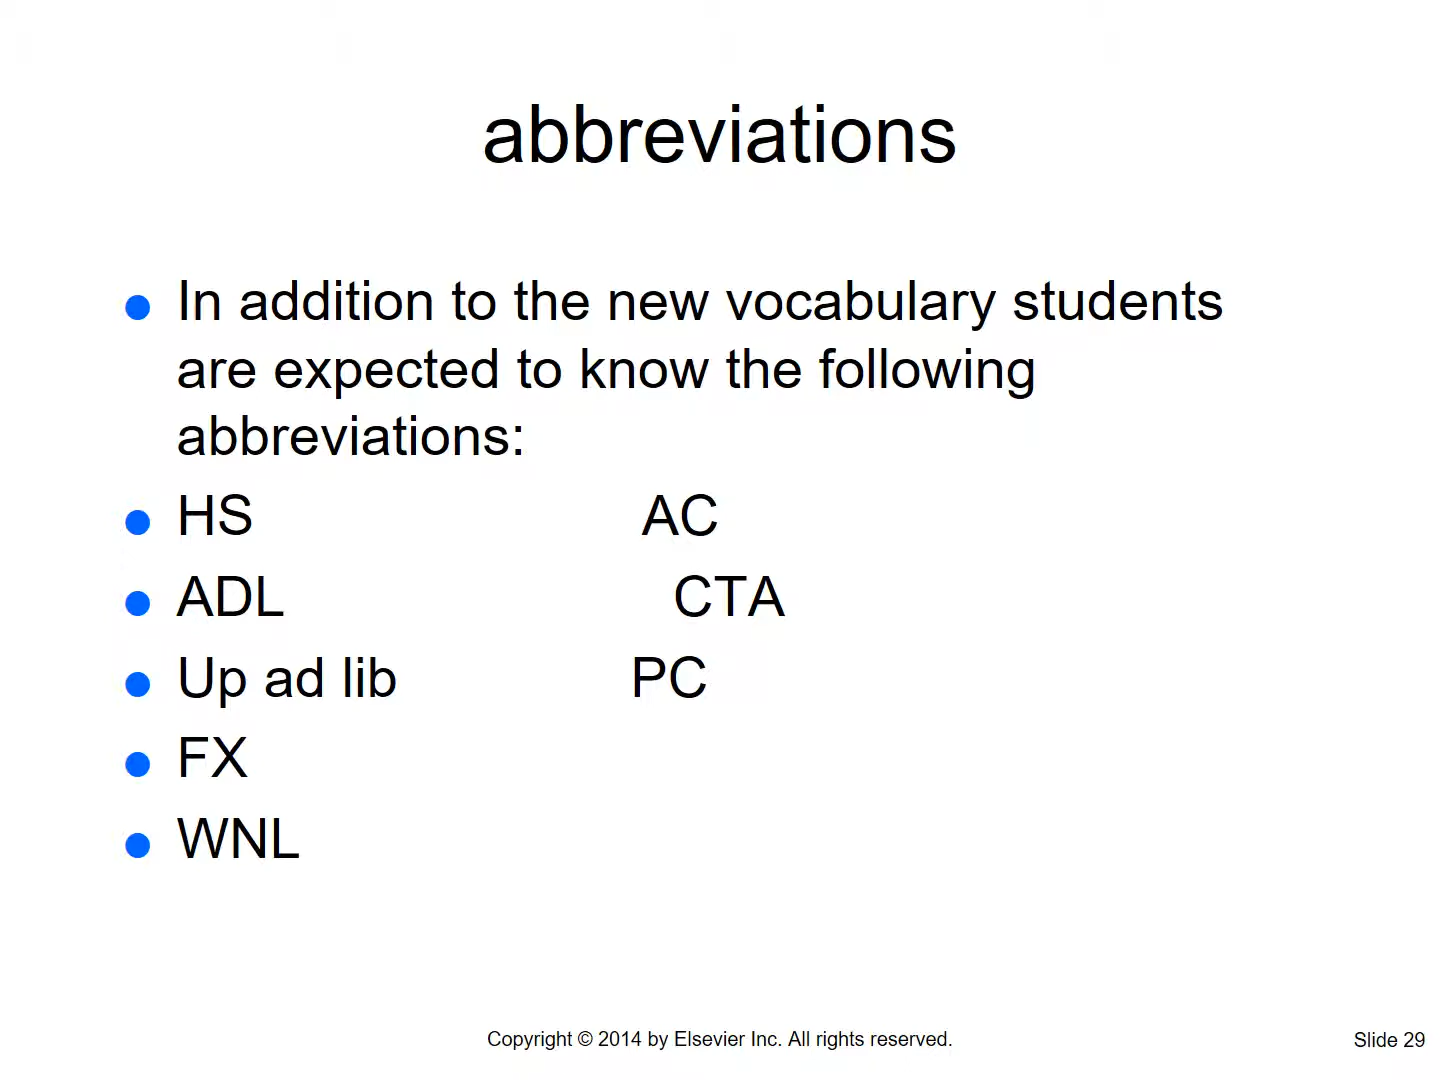 abbreviations
In addition to the new vocabulary students
are expected to know the following
abbreviations:
HS AC
ADL CTA
Up ad lib PC
FX
WNL
Copyright © 2014 by Elsevier Inc. All rights reserved.
Slide 29